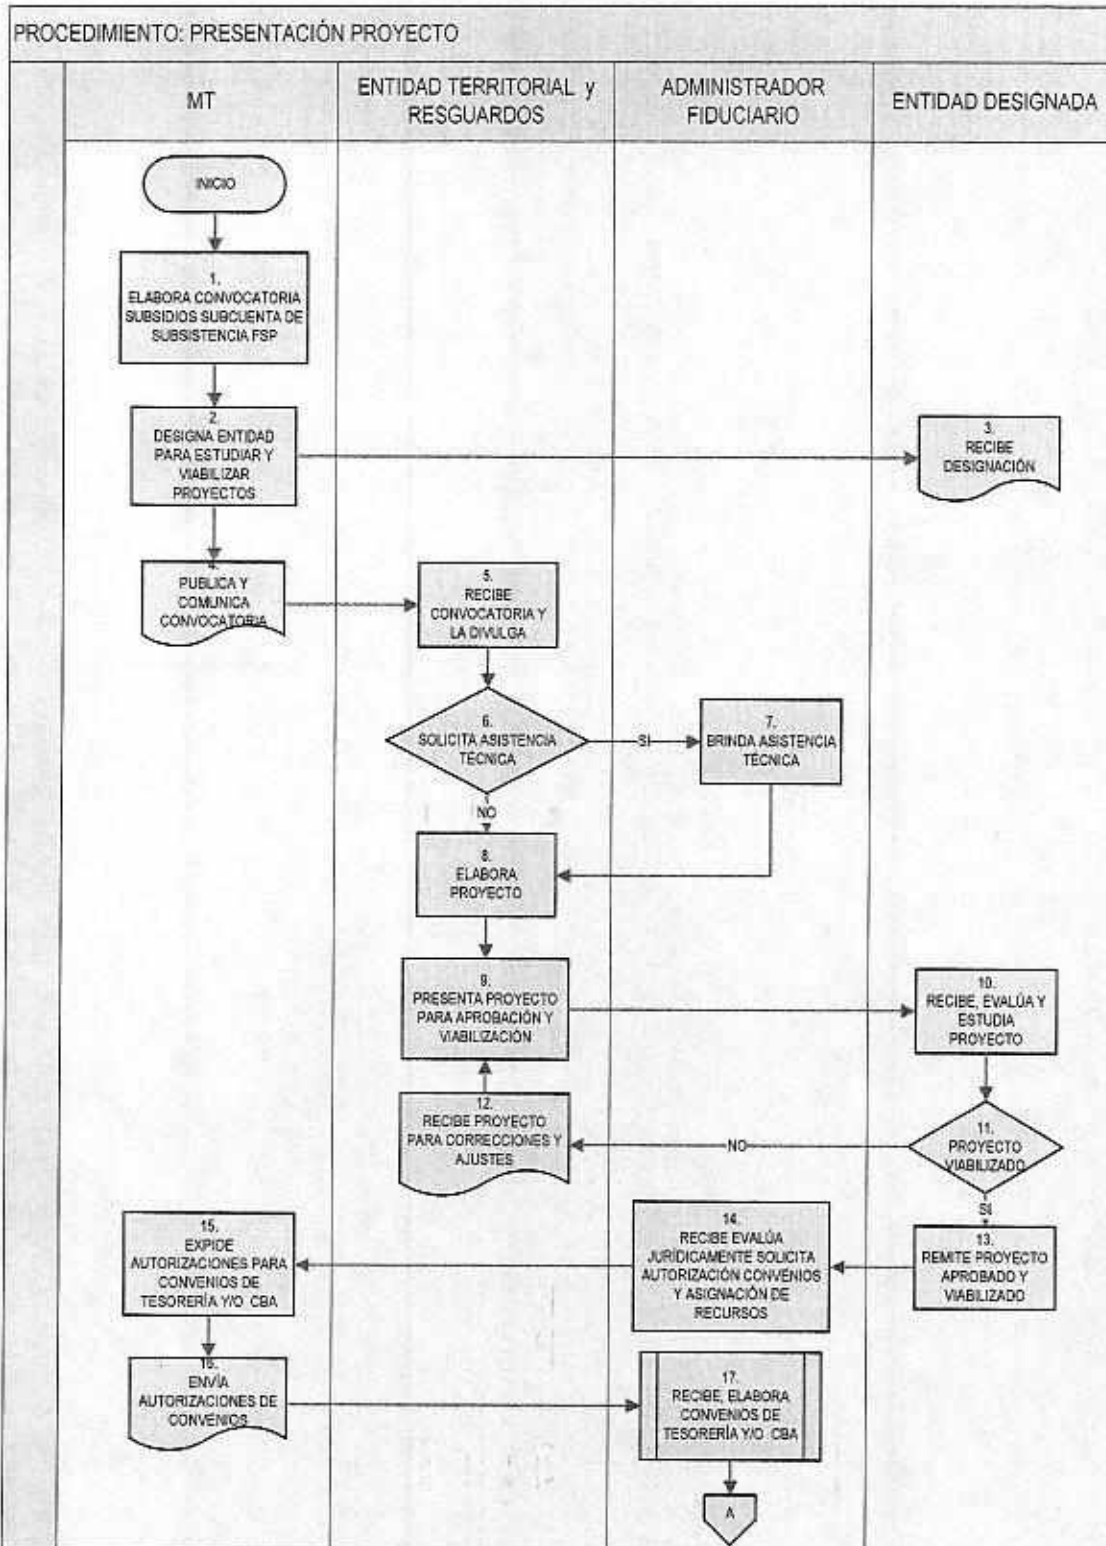 PROCEDIMIENTO: PRESENTACIÓN PROYECTO
MT
ENTIDAD TERRITORIAL y
RESGUARDOS
ADMINISTRADOR
FIDUCIARIO
ENTIDAD DESIGNADA
INICIO
1.
ELABORA CONVOCATORIA
SUBSIDIOS SUBCUENTA DE
SUBSISTENCIA FSP
2.
DESIGNA ENTIDAD
PARA ESTUDIAR Y
VIABILIZAR
PROYECTOS
3.
RECIBE
DESIGNACIÓN
4.
PUBLICA Y
COMUNICA
CONVOCATORIA
5.
RECIBE
CONVOCATORIA Y
LA DIVULGA
6.
SOLICITA ASISTENCIA
TÉCNICA
SI
7.
BRINDA ASISTENCIA
TÉCNICA
NO
8.
ELABORA
PROYECTO
9.
PRESENTA PROYECTO
PARA APROBACIÓN Y
VIABILIZACIÓN
10.
RECIBE, EVALÚA Y
ESTUDIA
PROYECTO
11.
PROYECTO
VIABILIZADO
NO
12.
RECIBE PROYECTO
PARA CORRECCIONES Y
AJUSTES
SI
13.
REMITE PROYECTO
APROBADO Y
VIABILIZADO
14.
RECIBE EVALÚA
JURÍDICAMENTE SOLICITA
AUTORIZACIÓN CONVENIOS
Y ASIGNACIÓN DE
RECURSOS
15.
EXPIDE
AUTORIZACIONES PARA
CONVENIOS DE
TESORERÍA Y/O CBA
16.
ENVÍA
AUTORIZACIONES DE
CONVENIOS
17.
RECIBE, ELABORA
CONVENIOS DE
TESORERÍA Y/O CBA
A